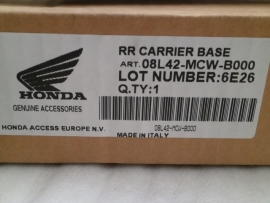 RR CARRIER BASE
ART. 08L42-MCW-B000
LOT NUMBER:6E26
Q.TY:1
HONDA
GENUINE ACCESSORIES
HONDA ACCESS EUROPE N.V.
08L42-MCW-B000
MADE IN ITALY